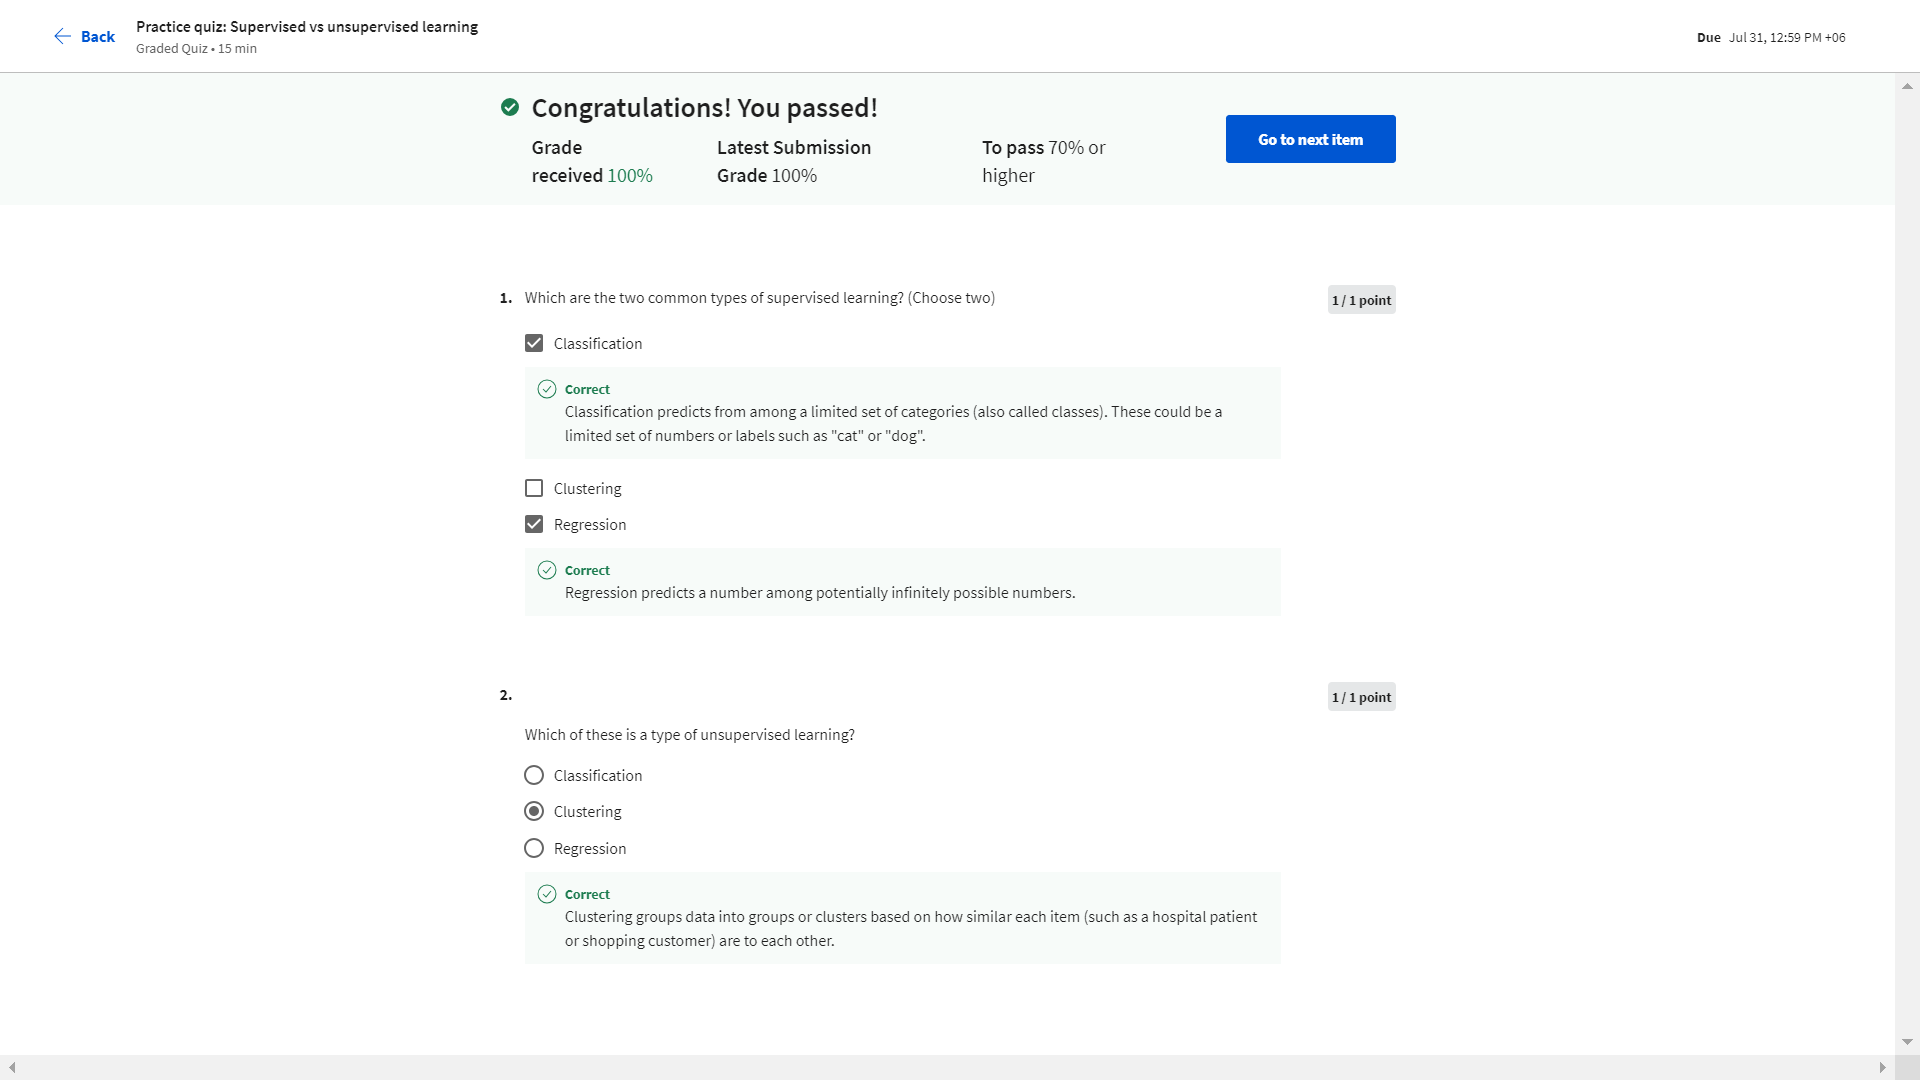 Back
Practice quiz: Supervised vs unsupervised learning
Graded Quiz • 15 min
Due Jul 31, 12:59 PM +06
Congratulations! You passed!
Grade
received 100%
Latest Submission
Grade 100%
To pass 70% or
higher
Go to next item
1. Which are the two common types of supervised learning? (Choose two)
1 / 1 point
Classification
Correct
Classification predicts from among a limited set of categories (also called classes). These could be a
limited set of numbers or labels such as "cat" or "dog".
Clustering
Regression
Correct
Regression predicts a number among potentially infinitely possible numbers.
2.
1 / 1 point
Which of these is a type of unsupervised learning?
Classification
Clustering
Regression
Correct
Clustering groups data into groups or clusters based on how similar each item (such as a hospital patient
or shopping customer) are to each other.